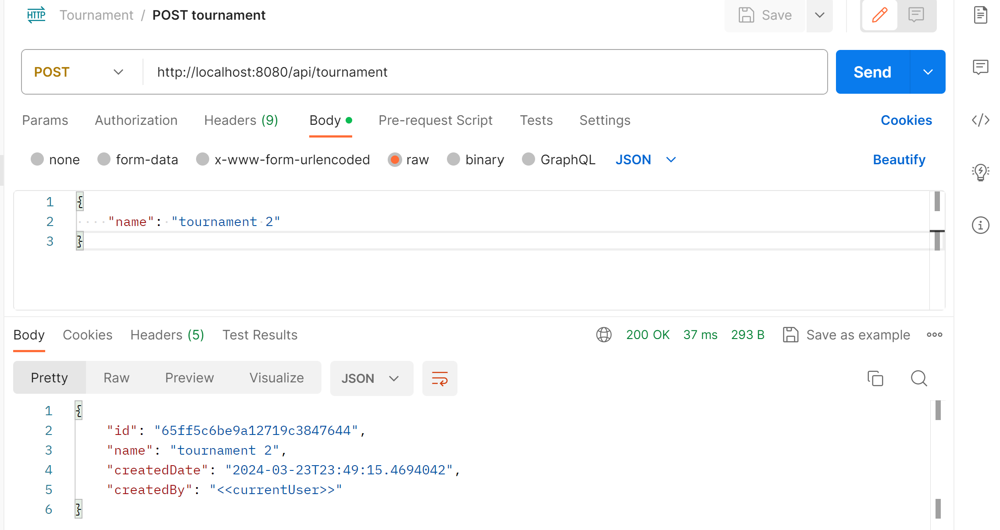 HTTP Tournament / POST tournament Save
POST http://localhost:8080/api/tournament Send
Params Authorization Headers (9) Body Pre-request Script Tests Settings Cookies
none form-data x-www-form-urlencoded raw binary GraphQL JSON Beautify
1 {
2 ····"name":·"tournament·2"
3 }
Body Cookies Headers (5) Test Results 200 OK 37 ms 293 B Save as example
Pretty Raw Preview Visualize JSON
1 {
2 "id": "65ff5c6be9a12719c3847644",
3 "name": "tournament 2",
4 "createdDate": "2024-03-23T23:49:15.4694042",
5 "createdBy": "<<currentUser>>"
6 }